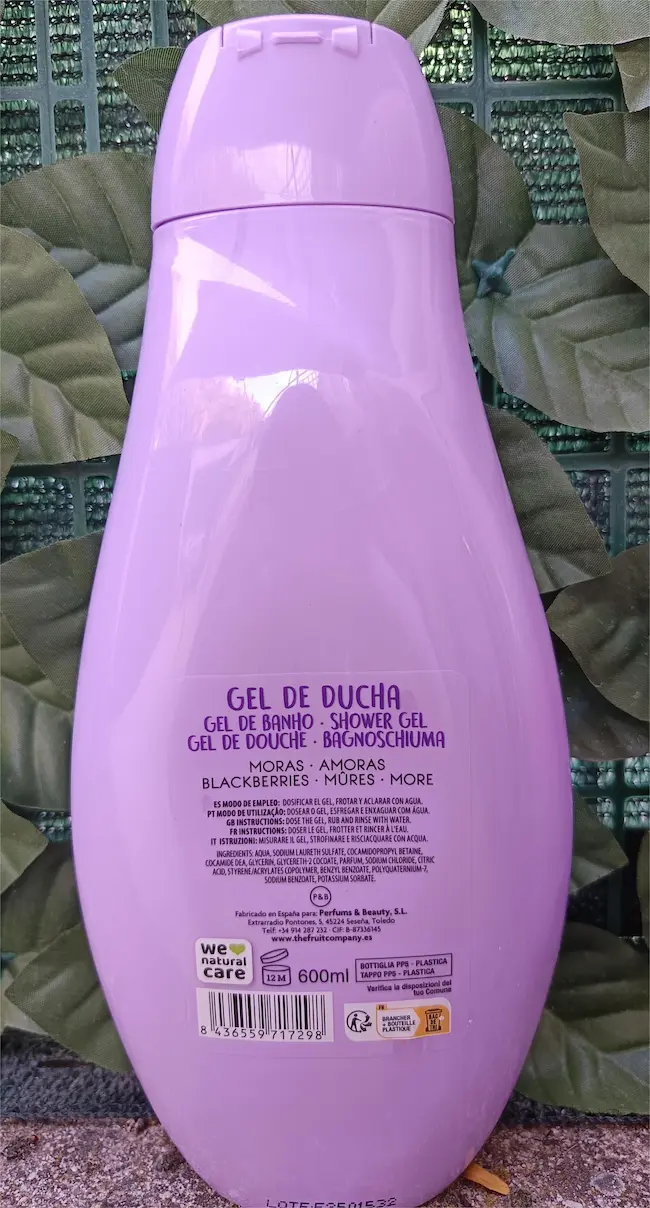 GEL DE DUCHA
GEL DE BANHO · SHOWER GEL
GEL DE DOUCHE · BAGNOSCHIUMA
MORAS · AMORAS
BLACKBERRIES · MÛRES · MORE
ES MODO DE EMPLEO: DOSIFICAR EL GEL, FROTAR Y ACLARAR CON AGUA.
PT MODO DE UTILIZAÇÃO: DOSEAR O GEL, ESFREGAR E ENXAGUAR COM ÁGUA.
GB INSTRUCTIONS: DOSE THE GEL, RUB AND RINSE WITH WATER.
FR INSTRUCTIONS: DOSER LE GEL, FROTTER ET RINCER À L'EAU.
IT ISTRUZIONI: MISURARE IL GEL, STROFINARE E RISCIACQUARE CON ACQUA.
INGREDIENTS: AQUA, SODIUM LAURETH SULFATE, COCAMIDOPROPYL BETAINE,
COCAMIDE DEA, GLYCERIN, GLYCERETH-2 COCOATE, PARFUM, SODIUM CHLORIDE, CITRIC
ACID, STYRENE/ACRYLATES COPOLYMER, BENZYL BENZOATE, POLYQUATERNIUM-7,
SODIUM BENZOATE, POTASSIUM SORBATE.
P&B
Fabricado en España para: Perfums & Beauty, S.L.
Extrarradio Pontones, 5, 45224 Seseña, Toledo
Telf: +34 914 287 232 · CIF: B-87336145
www.thefruitcompany.es
we
natural
care
12 M
600ml
BOTTIGLIA PP5 - PLASTICA
TAPPO PP5 - PLASTICA
Verifica la disposizioni del
tuo Comune
8 436559 717298
FR
BOUCHON
+ BOUTEILLE
PLASTIQUE
BAC
DE
TRI